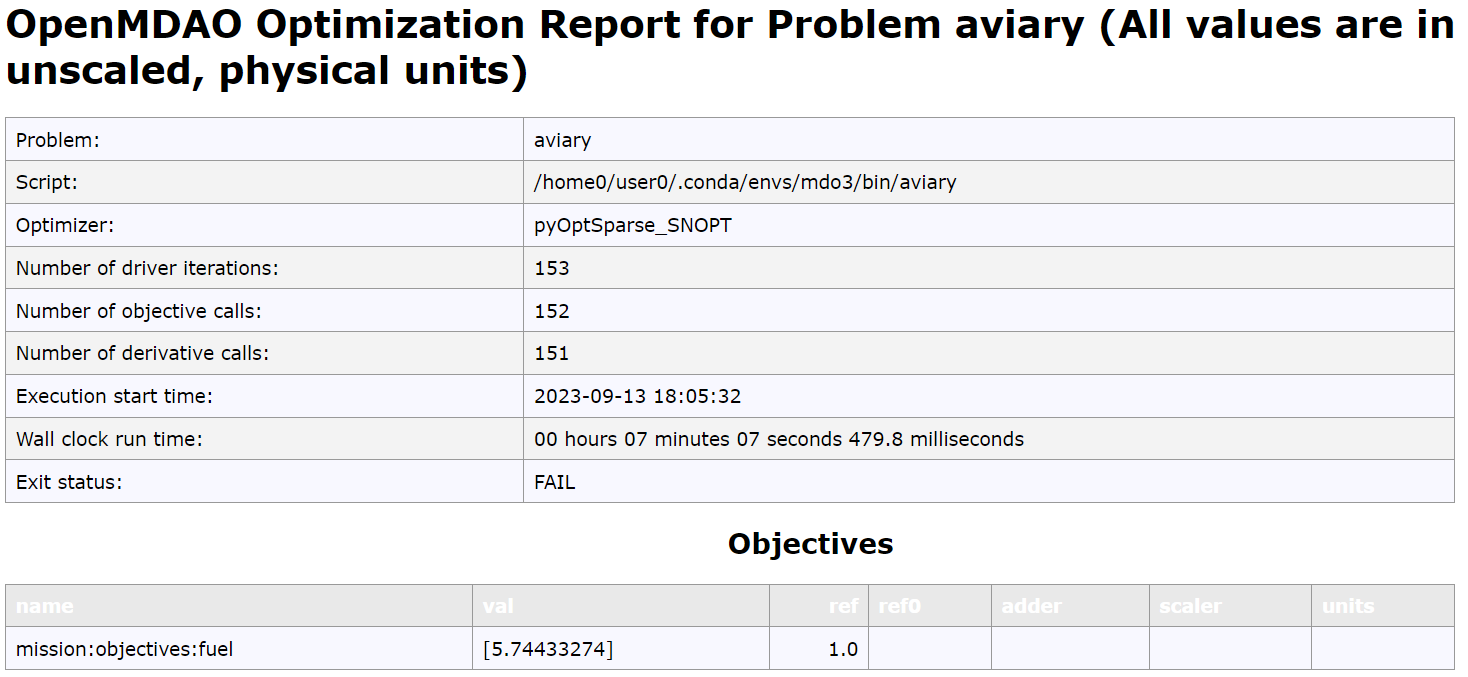 OpenMDAO Optimization Report for Problem aviary (All values are in
unscaled, physical units)
Problem: aviary
Script: /home0/user0/.conda/envs/mdo3/bin/aviary
Optimizer: pyOptSparse_SNOPT
Number of driver iterations: 153
Number of objective calls: 152
Number of derivative calls: 151
Execution start time: 2023-09-13 18:05:32
Wall clock run time: 00 hours 07 minutes 07 seconds 479.8 milliseconds
Exit status: FAIL
Objectives
name val ref ref0 adder scaler units
mission:objectives:fuel [5.74433274] 1.0